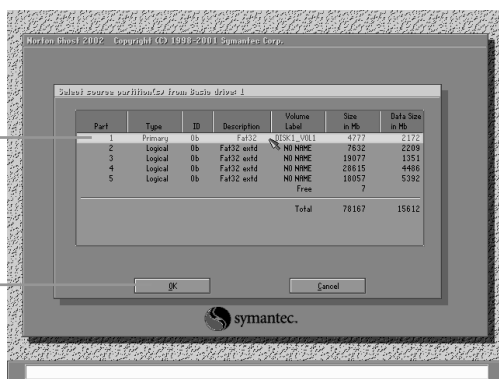 Norton Ghost 2002 Copyright (C) 1998-2001 Symantec Corp.
Select source partition(s) from Basic drive: 1
Part Type ID Description Volume Label Size in Mb Data Size in Mb
1 Primary 0b Fat32 DISK1_VOL1 4777 2172
2 Logical 0b Fat32 extd NO NAME 7632 2209
3 Logical 0b Fat32 extd NO NAME 19077 1351
4 Logical 0b Fat32 extd NO NAME 28615 4486
5 Logical 0b Fat32 extd NO NAME 18057 5392
Free 7
Total 78167 15612
OK Cancel
symantec.